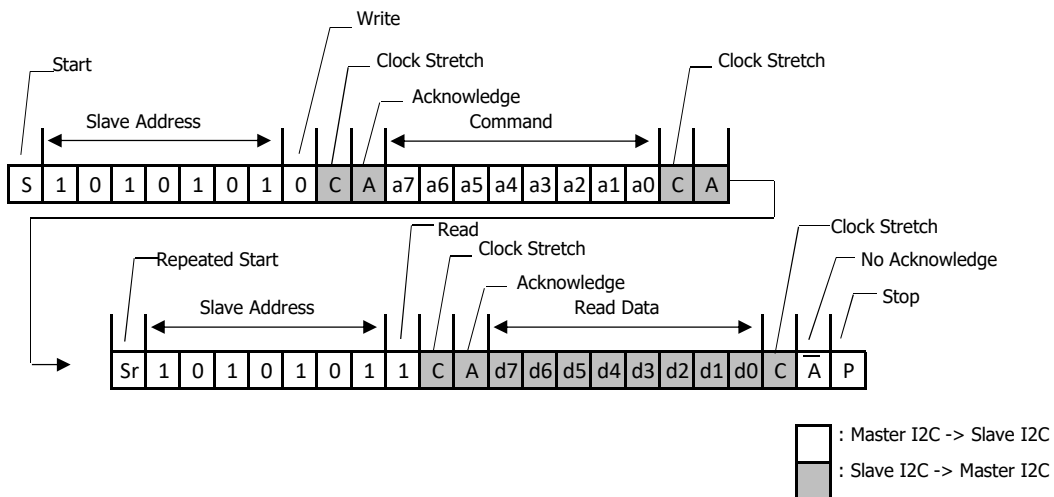 Write
Start
Clock Stretch
Clock Stretch
Acknowledge
Slave Address
Command
S 1 0 1 0 1 0 1 0 C A a7 a6 a5 a4 a3 a2 a1 a0 C A
Read
Clock Stretch
Repeated Start
Clock Stretch
No Acknowledge
Acknowledge
Stop
Slave Address
Read Data
Sr 1 0 1 0 1 0 1 1 C A d7 d6 d5 d4 d3 d2 d1 d0 C A̅ P
: Master I2C -> Slave I2C
: Slave I2C -> Master I2C